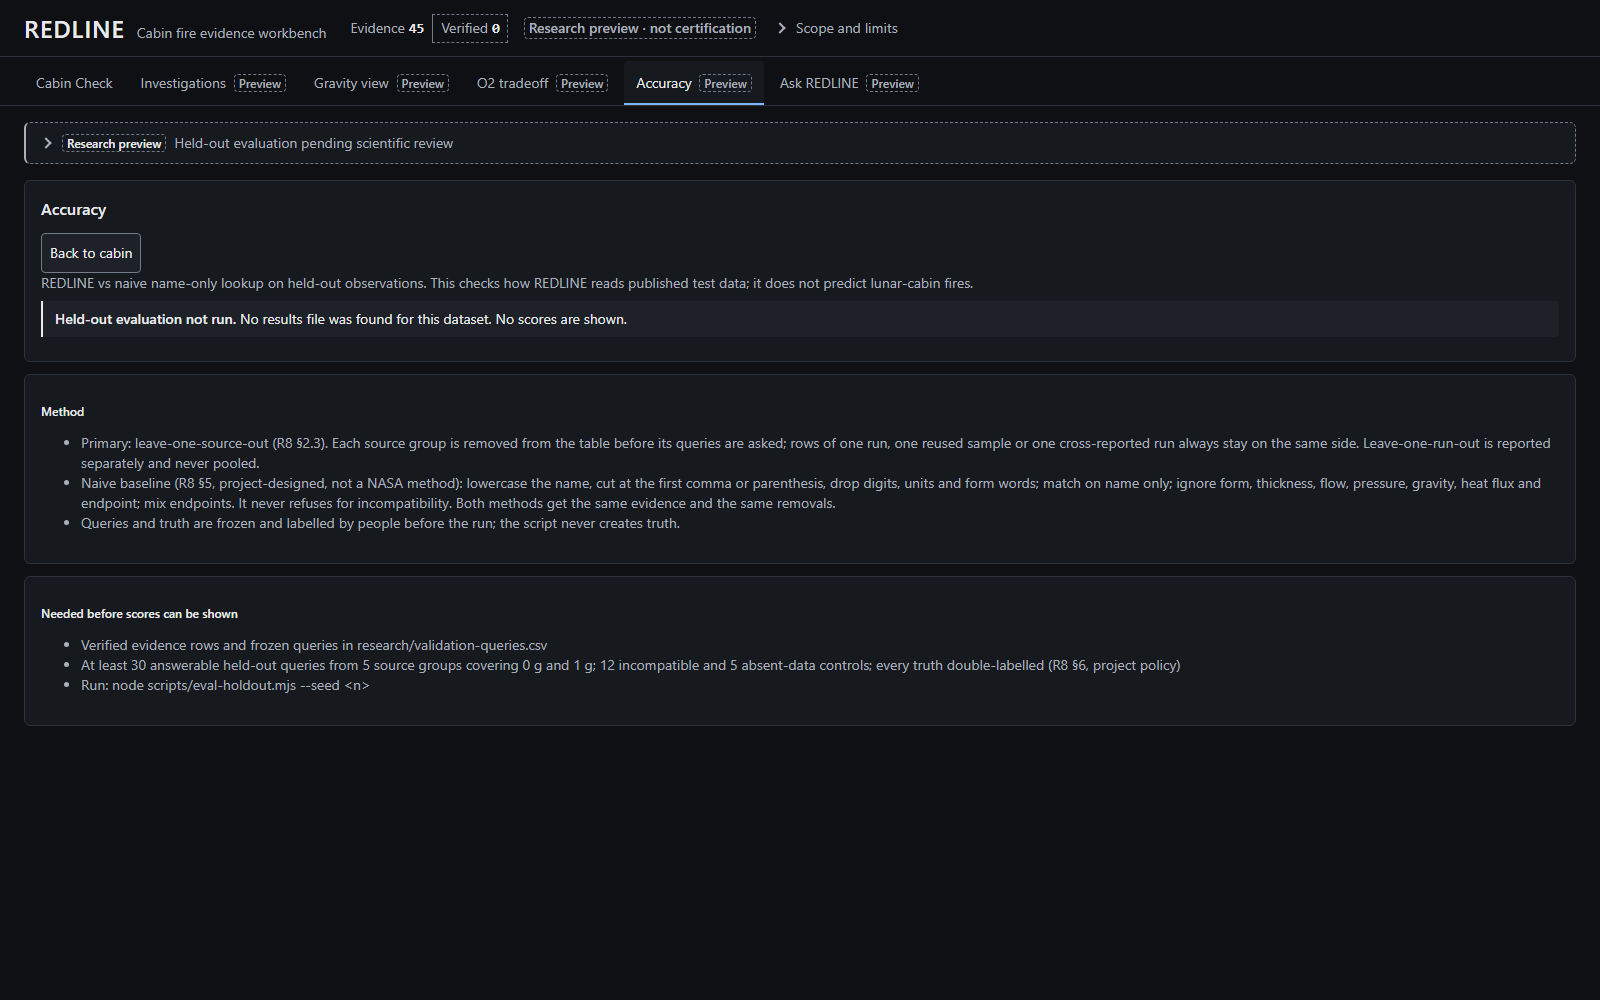 REDLINE Cabin fire evidence workbench Evidence 45 Verified 0 Research preview · not certification Scope and limits
Cabin Check Investigations Preview Gravity view Preview O2 tradeoff Preview Accuracy Preview Ask REDLINE Preview
Research preview Held-out evaluation pending scientific review
Accuracy
Back to cabin
REDLINE vs naive name-only lookup on held-out observations. This checks how REDLINE reads published test data; it does not predict lunar-cabin fires.
Held-out evaluation not run. No results file was found for this dataset. No scores are shown.
Method
• Primary: leave-one-source-out (R8 §2.3). Each source group is removed from the table before its queries are asked; rows of one run, one reused sample or one cross-reported run always stay on the same side. Leave-one-run-out is reported
separately and never pooled.
• Naive baseline (R8 §5, project-designed, not a NASA method): lowercase the name, cut at the first comma or parenthesis, drop digits, units and form words; match on name only; ignore form, thickness, flow, pressure, gravity, heat flux and
endpoint; mix endpoints. It never refuses for incompatibility. Both methods get the same evidence and the same removals.
• Queries and truth are frozen and labelled by people before the run; the script never creates truth.
Needed before scores can be shown
• Verified evidence rows and frozen queries in research/validation-queries.csv
• At least 30 answerable held-out queries from 5 source groups covering 0 g and 1 g; 12 incompatible and 5 absent-data controls; every truth double-labelled (R8 §6, project policy)
• Run: node scripts/eval-holdout.mjs --seed <n>